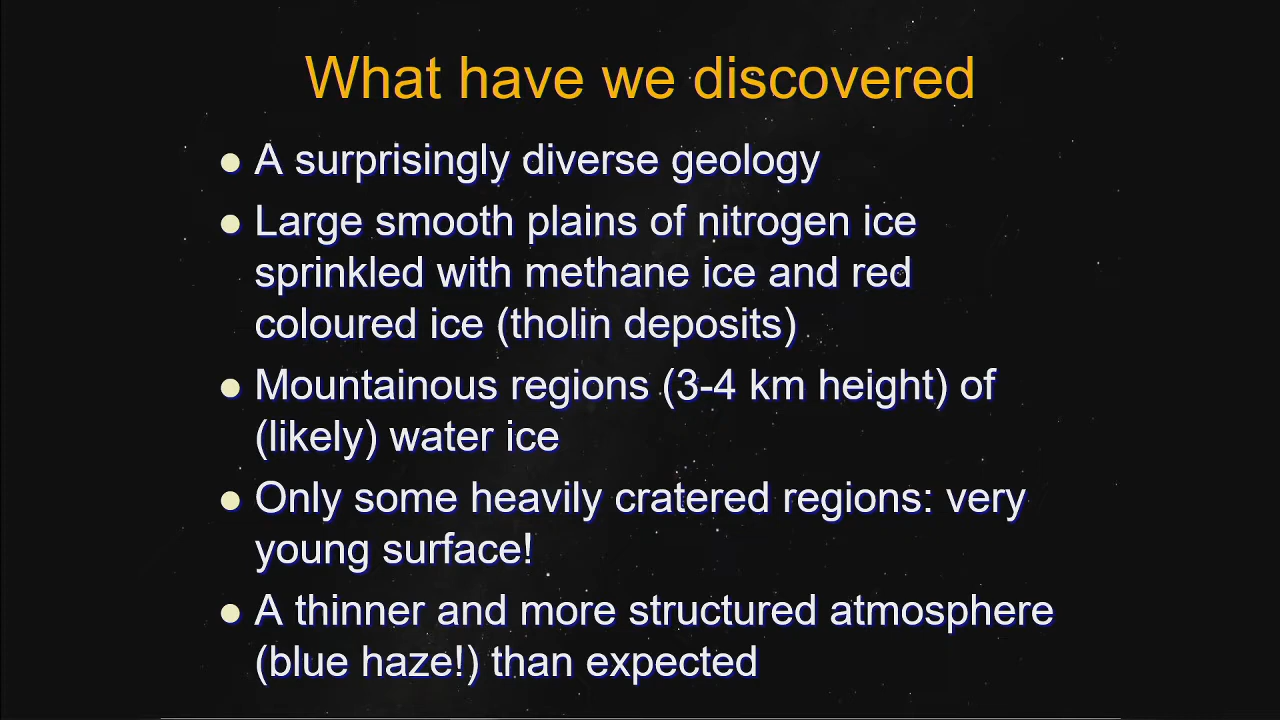 What have we discovered
● A surprisingly diverse geology
● Large smooth plains of nitrogen ice
sprinkled with methane ice and red
coloured ice (tholin deposits)
● Mountainous regions (3-4 km height) of
(likely) water ice
● Only some heavily cratered regions: very
young surface!
● A thinner and more structured atmosphere
(blue haze!) than expected